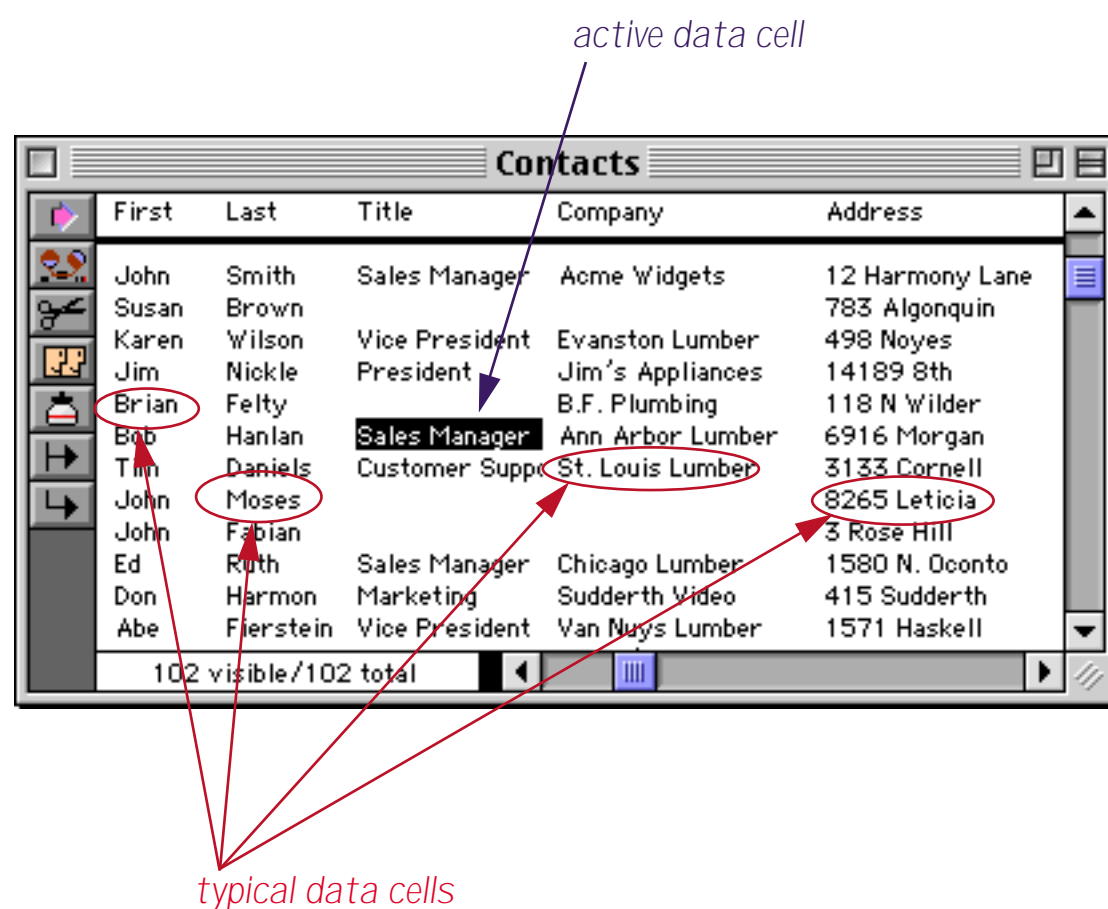 active data cell
Contacts
First Last Title Company Address
John Smith Sales Manager Acme Widgets 12 Harmony Lane
Susan Brown 783 Algonquin
Karen Wilson Vice President Evanston Lumber 498 Noyes
Jim Nickle President Jim's Appliances 14189 8th
Brian Felty B.F. Plumbing 118 N Wilder
Bob Hanlan Sales Manager Ann Arbor Lumber 6916 Morgan
Tim Daniels Customer Suppo St. Louis Lumber 3133 Cornell
John Moses 8265 Leticia
John Fabian 3 Rose Hill
Ed Ruth Sales Manager Chicago Lumber 1580 N. Oconto
Don Harmon Marketing Sudderth Video 415 Sudderth
Abe Fierstein Vice President Van Nuys Lumber 1571 Haskell
102 visible/102 total
typical data cells